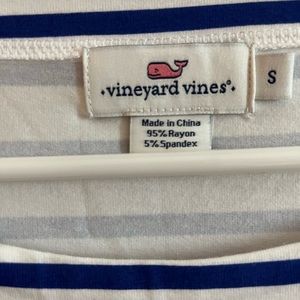 vineyard vines®
S
Made in China
95% Rayon
5% Spandex